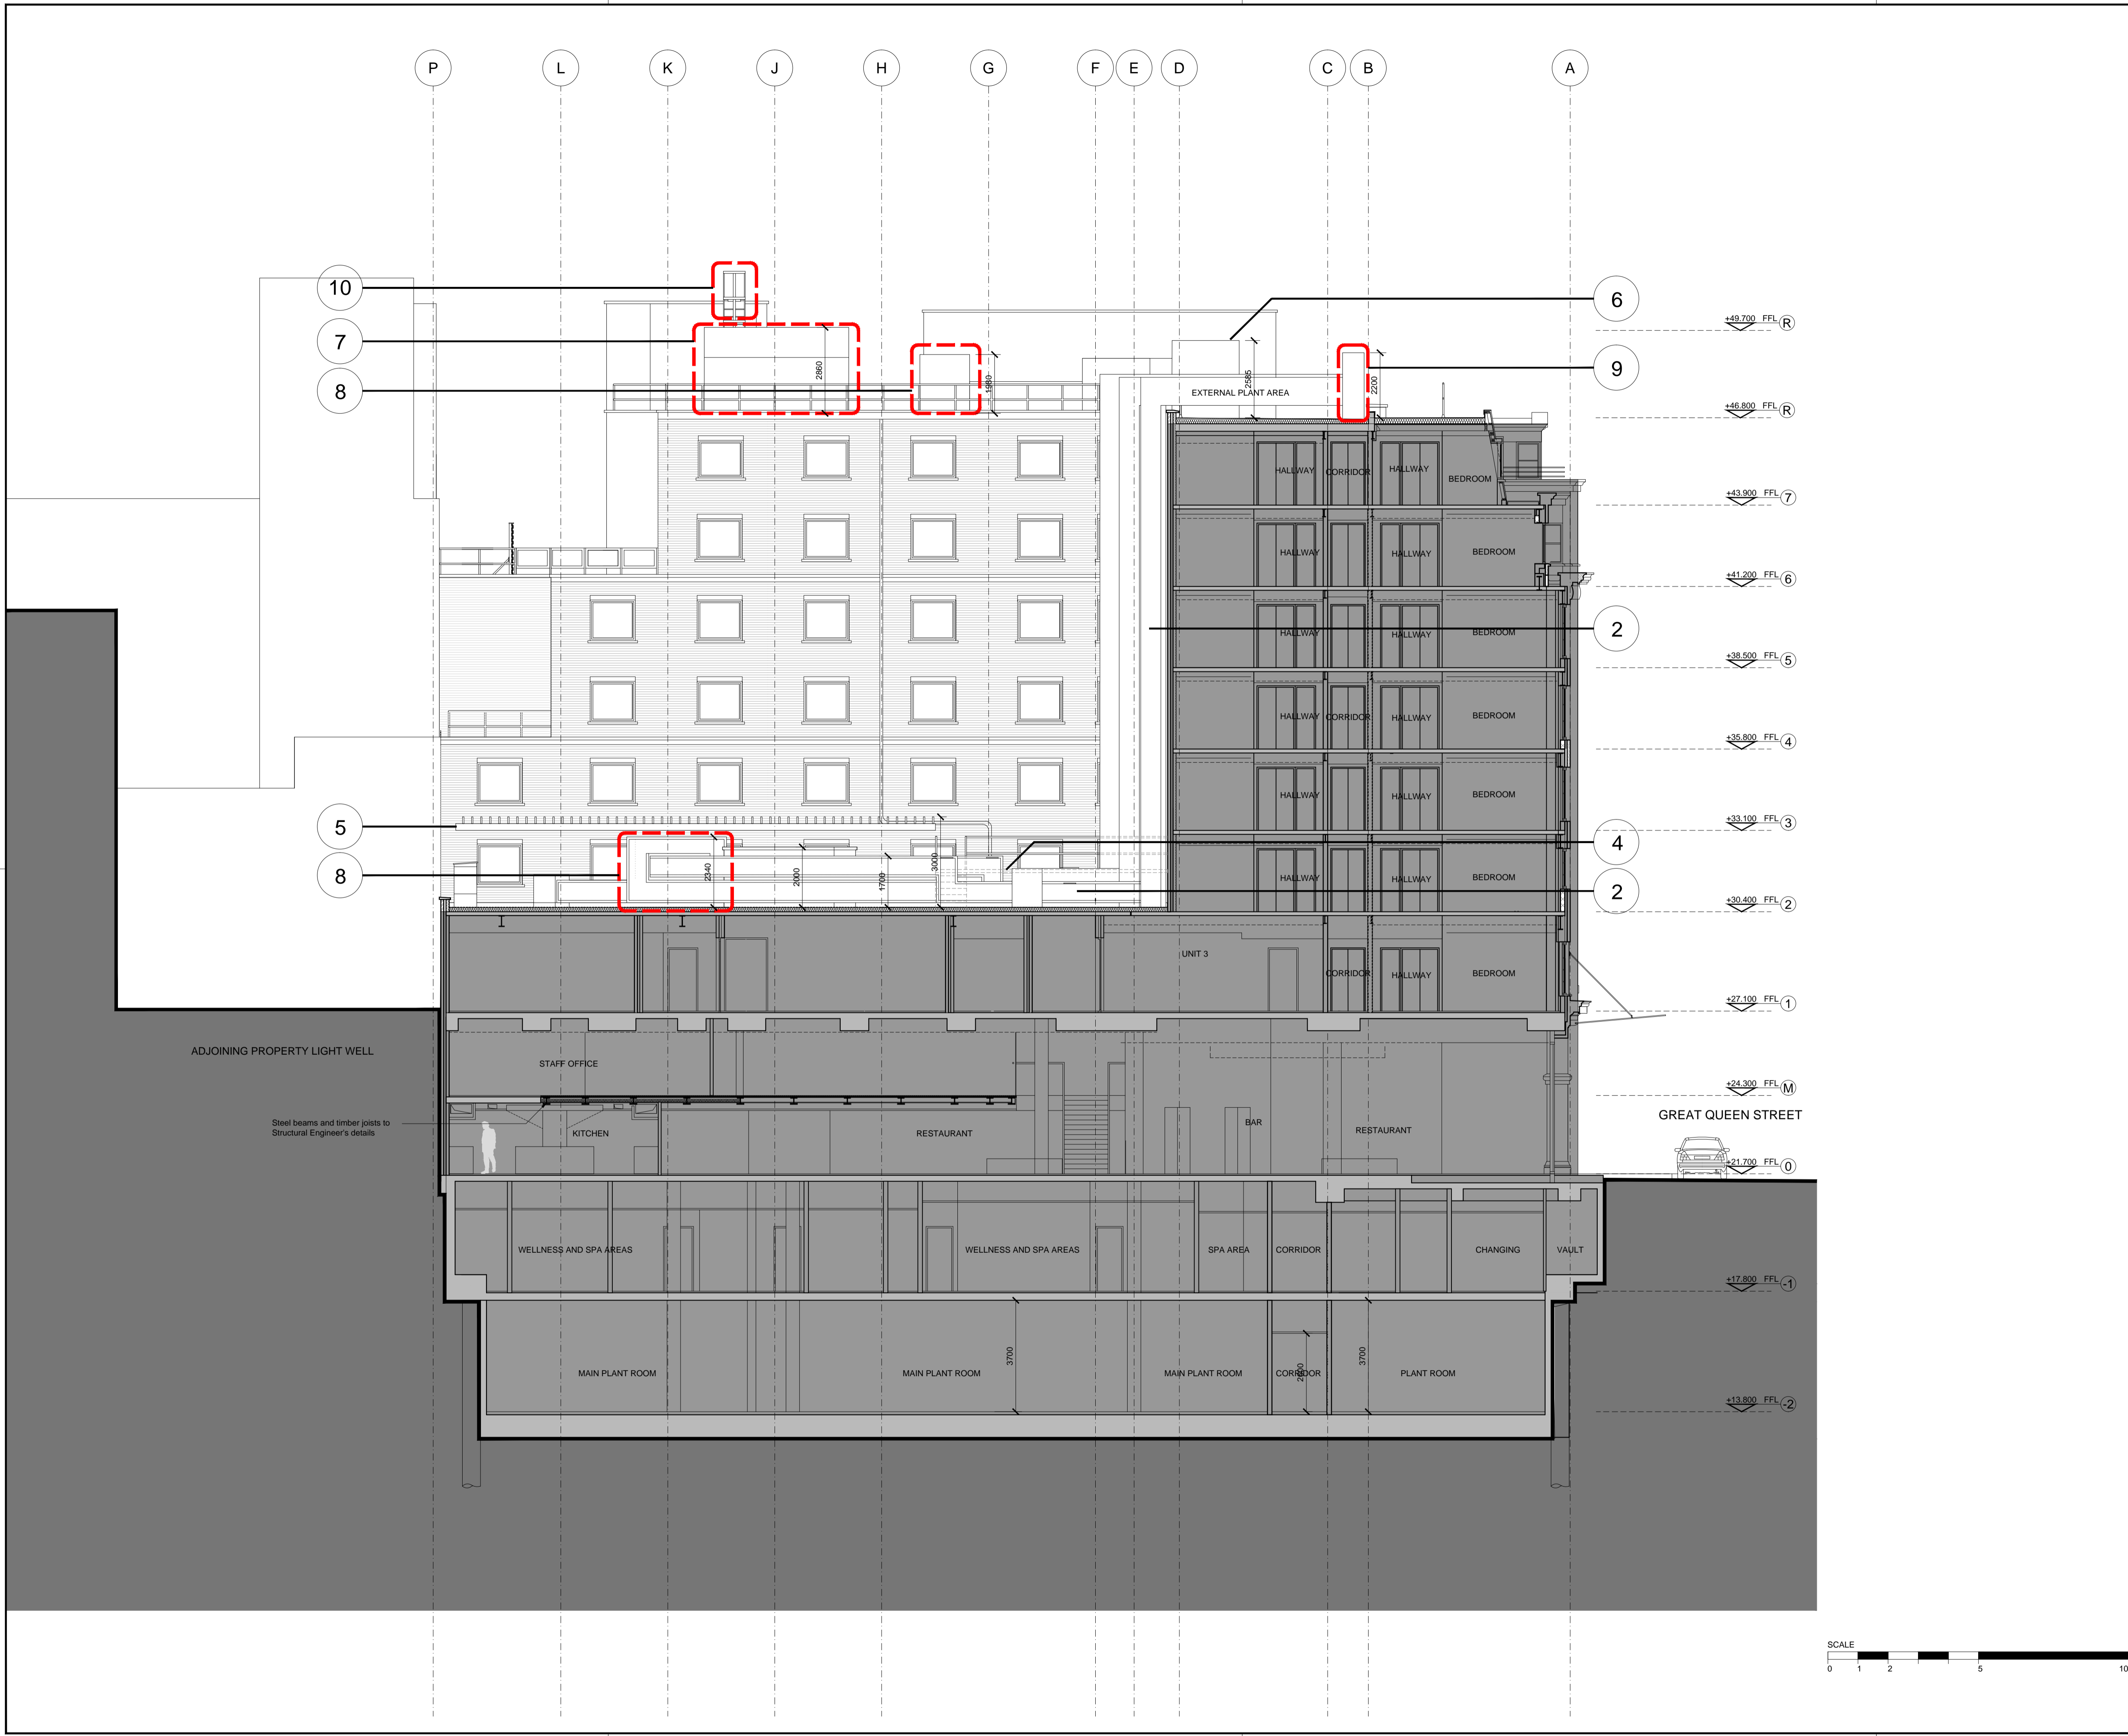 P
L
K
J
H
G
F
E
D
C
B
A
10
7
8
6
9
2860
1980
2585
2200
EXTERNAL PLANT AREA
+49.700 FFL R
+46.800 FFL R
HALLWAY
CORRIDOR
HALLWAY
BEDROOM
+43.900 FFL 7
HALLWAY
HALLWAY
BEDROOM
+41.200 FFL 6
2
HALLWAY
HALLWAY
BEDROOM
+38.500 FFL 5
HALLWAY
CORRIDOR
HALLWAY
BEDROOM
+35.800 FFL 4
HALLWAY
HALLWAY
BEDROOM
+33.100 FFL 3
5
8
4
2
2340
2000
1700
3000
HALLWAY
HALLWAY
BEDROOM
+30.400 FFL 2
UNIT 3
CORRIDOR
HALLWAY
BEDROOM
+27.100 FFL 1
ADJOINING PROPERTY LIGHT WELL
STAFF OFFICE
+24.300 FFL M
GREAT QUEEN STREET
Steel beams and timber joists to
Structural Engineer's details
KITCHEN
RESTAURANT
BAR
RESTAURANT
+21.700 FFL 0
WELLNESS AND SPA AREAS
WELLNESS AND SPA AREAS
SPA AREA
CORRIDOR
CHANGING
VAULT
+17.800 FFL -1
3700
3700
MAIN PLANT ROOM
MAIN PLANT ROOM
MAIN PLANT ROOM
CORRIDOR
PLANT ROOM
+13.800 FFL -2
SCALE
0 1 2 5 10